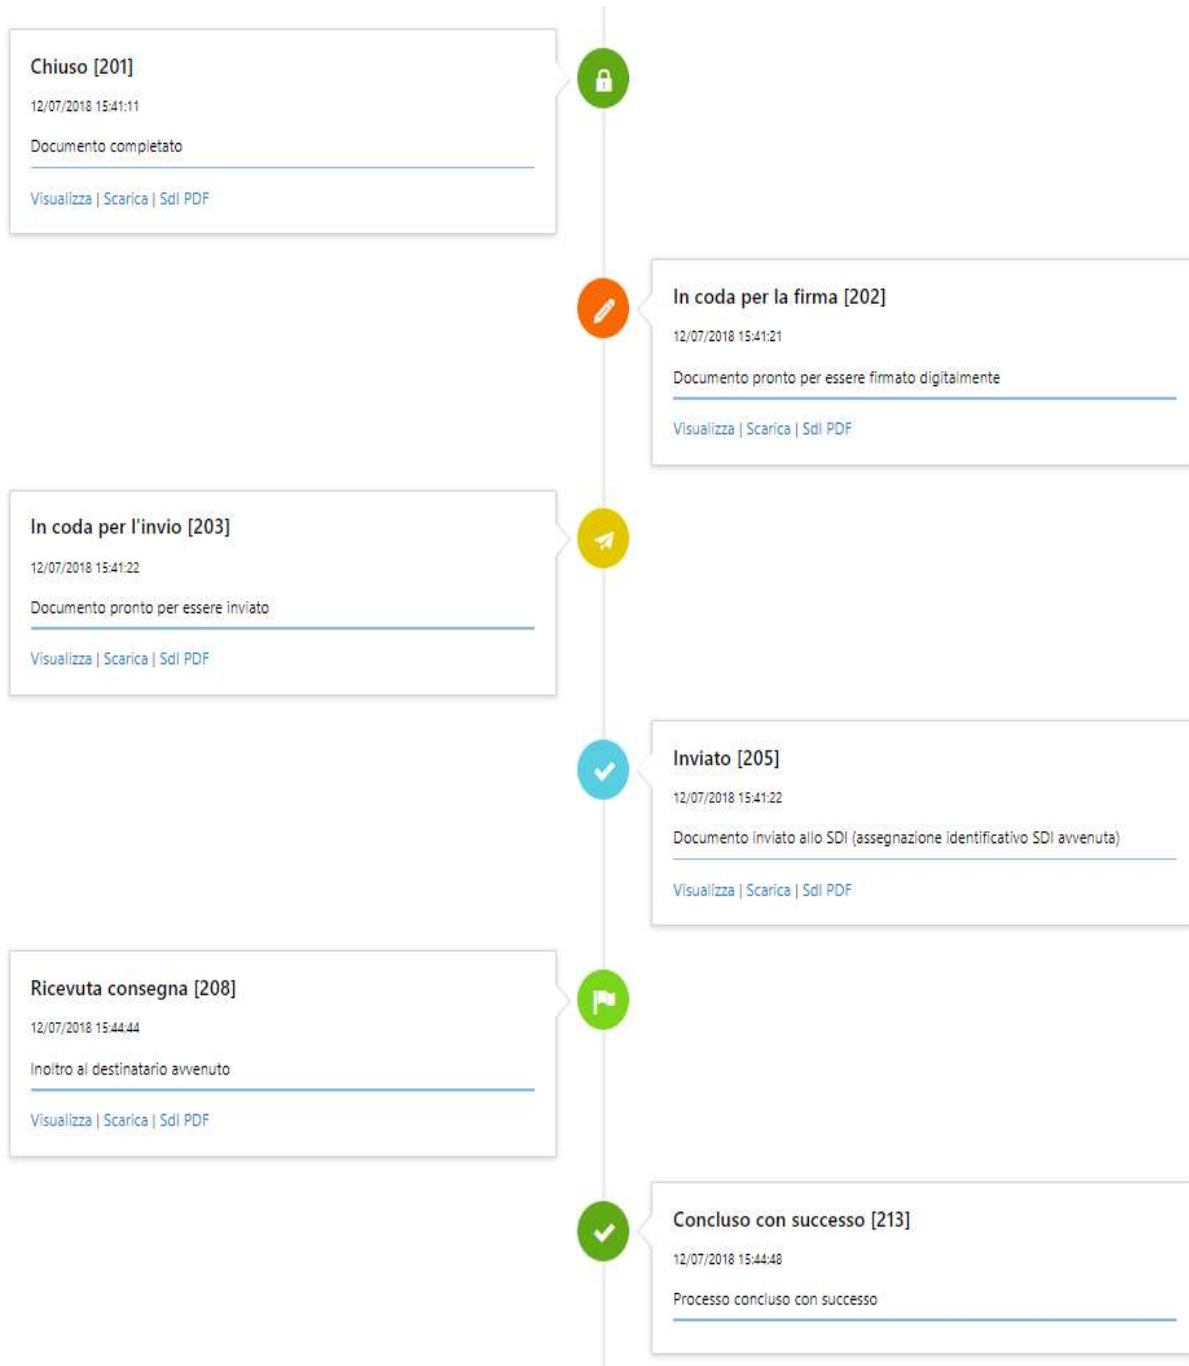 Chiuso [201]
12/07/2018 15:41:11
Documento completato
Visualizza | Scarica | SdI PDF
In coda per la firma [202]
12/07/2018 15:41:21
Documento pronto per essere firmato digitalmente
Visualizza | Scarica | SdI PDF
In coda per l'invio [203]
12/07/2018 15:41:22
Documento pronto per essere inviato
Visualizza | Scarica | SdI PDF
Inviato [205]
12/07/2018 15:41:22
Documento inviato allo SDI (assegnazione identificativo SDI avvenuta)
Visualizza | Scarica | SdI PDF
Ricevuta consegna [208]
12/07/2018 15:44:44
Inoltro al destinatario avvenuto
Visualizza | Scarica | SdI PDF
Concluso con successo [213]
12/07/2018 15:44:48
Processo concluso con successo